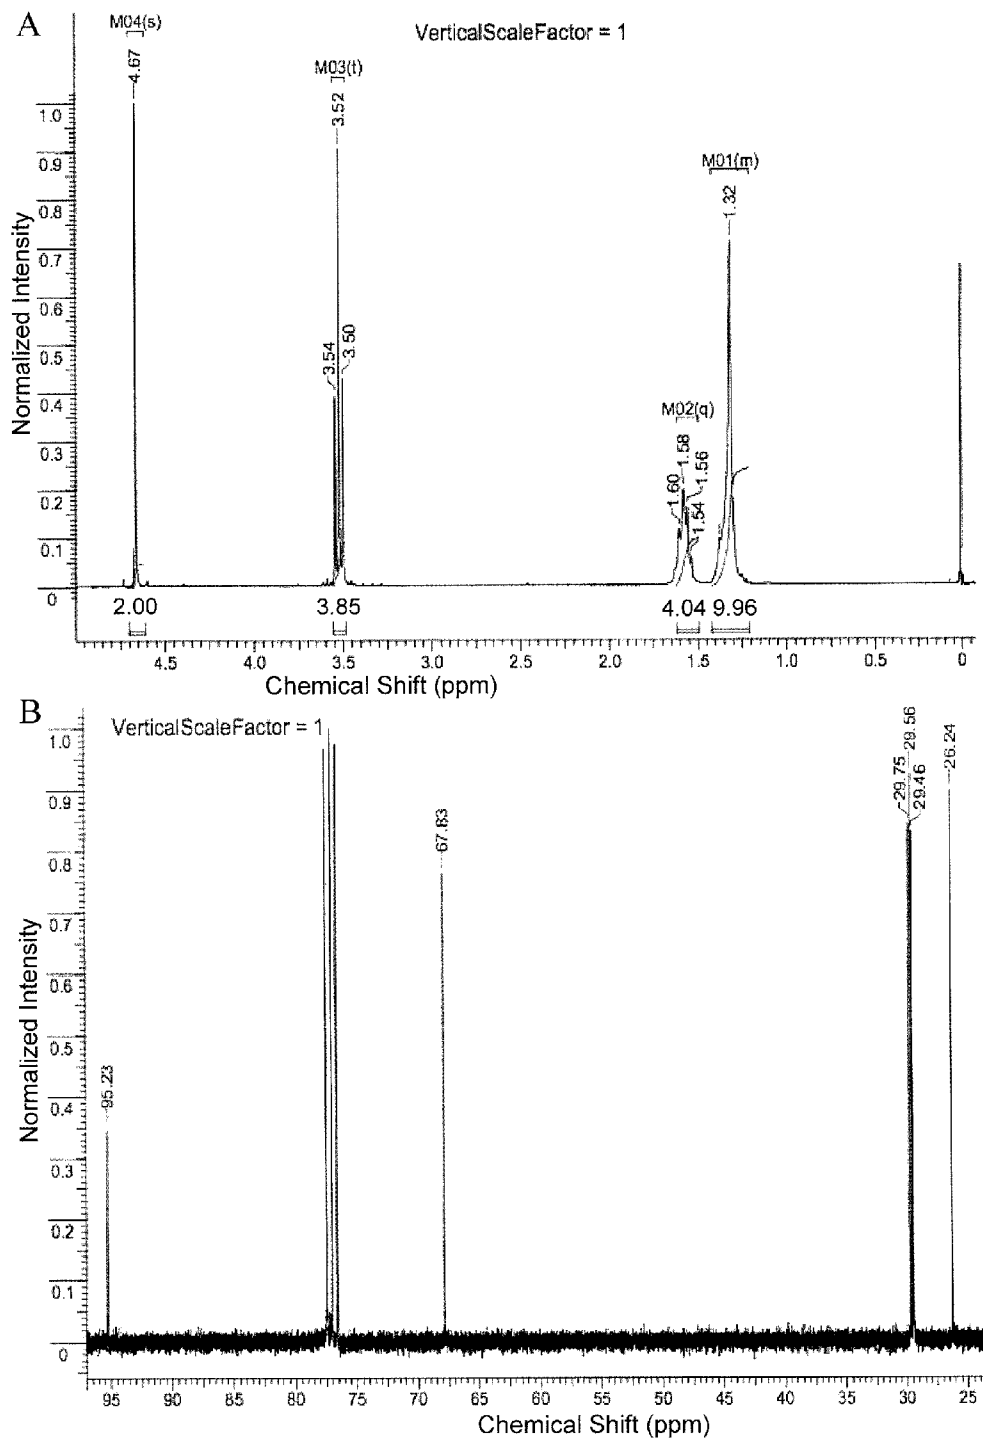 A
M04(s)
VerticalScaleFactor = 1
4.67
M03(t)
3.52
M01(m)
1.32
3.54
3.50
M02(q)
1.60
1.58
1.56
1.54
Normalized Intensity
1.0
0.9
0.8
0.7
0.6
0.5
0.4
0.3
0.2
0.1
0
2.00 3.85 4.04 9.96
4.5 4.0 3.5 3.0 2.5 2.0 1.5 1.0 0.5 0
Chemical Shift (ppm)
B
VerticalScaleFactor = 1
95.23
67.83
29.75
29.56
29.46
26.24
Normalized Intensity
1.0
0.9
0.8
0.7
0.6
0.5
0.4
0.3
0.2
0.1
0
95 90 85 80 75 70 65 60 55 50 45 40 35 30 25
Chemical Shift (ppm)